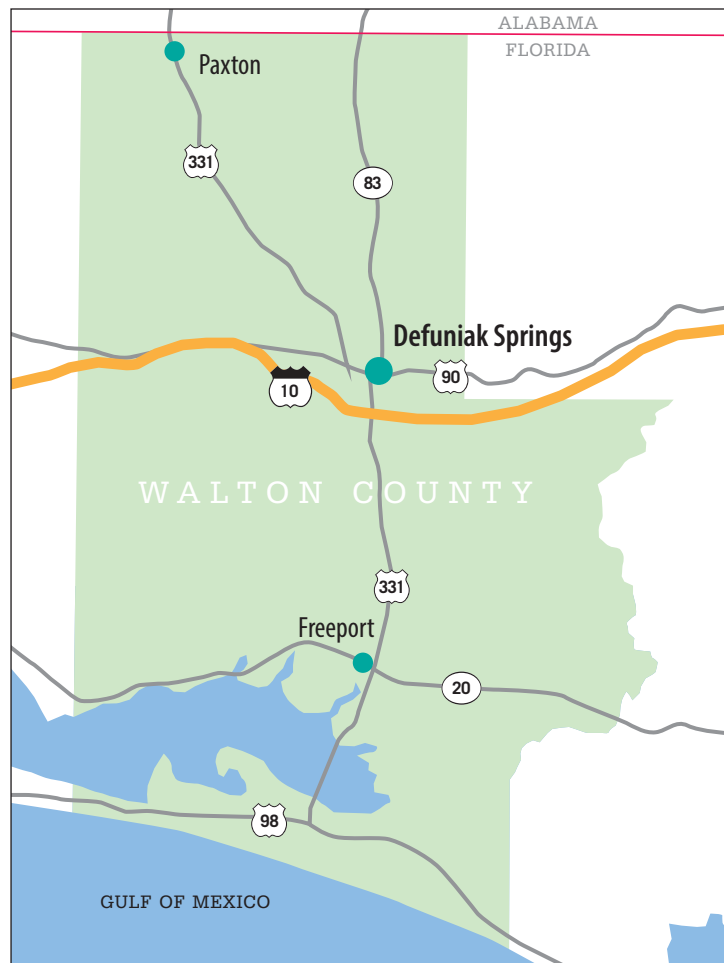 ALABAMA
FLORIDA
Paxton
331
83
Defuniak Springs
90
10
WALTON COUNTY
331
Freeport
20
98
GULF OF MEXICO